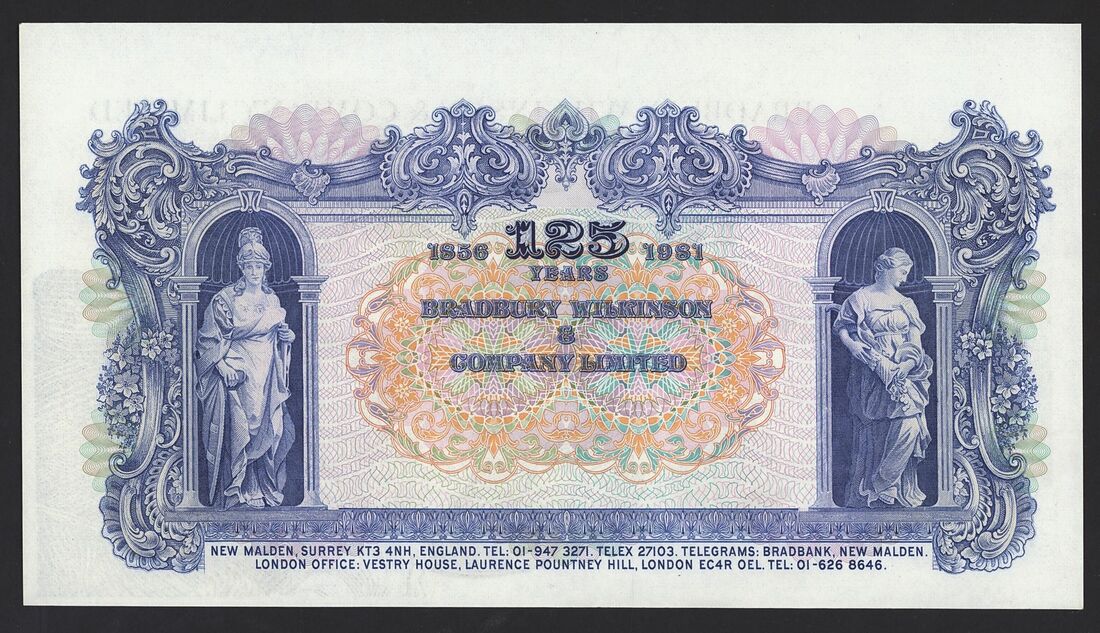 1856 125 1981
YEARS
BRADBURY WILKINSON
&
COMPANY LIMITED
NEW MALDEN, SURREY KT3 4NH, ENGLAND. TEL: 01-947 3271. TELEX 27103. TELEGRAMS: BRADBANK, NEW MALDEN.
LONDON OFFICE: VESTRY HOUSE, LAURENCE POUNTNEY HILL, LONDON EC4R OEL. TEL: 01-626 8646.